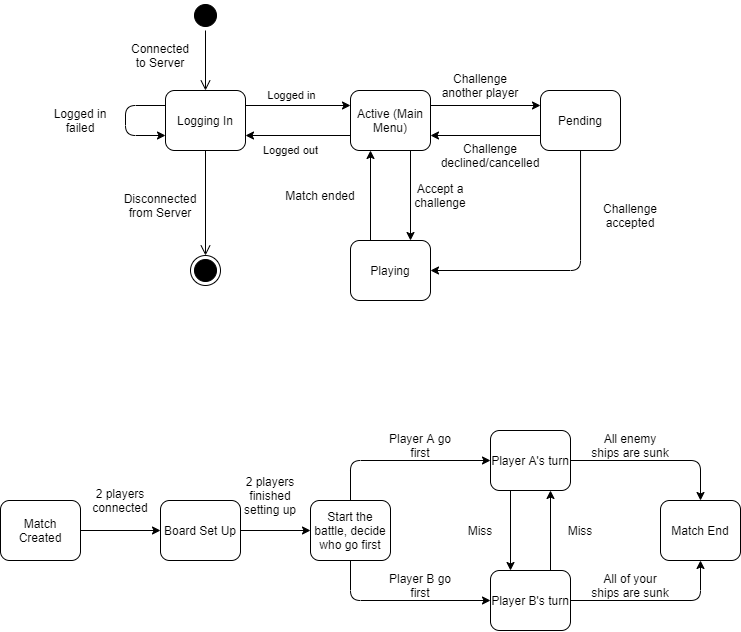 Connected
to Server
Logged in
failed
Logging In
Logged in
Logged out
Active (Main
Menu)
Challenge
another player
Pending
Challenge
declined/cancelled
Disconnected
from Server
Match ended
Accept a
challenge
Challenge
accepted
Playing
Match
Created
2 players
connected
Board Set Up
2 players
finished
setting up
Start the
battle, decide
who go first
Player A go
first
Player A's turn
All enemy
ships are sunk
Miss
Miss
Match End
Player B go
first
Player B's turn
All of your
ships are sunk